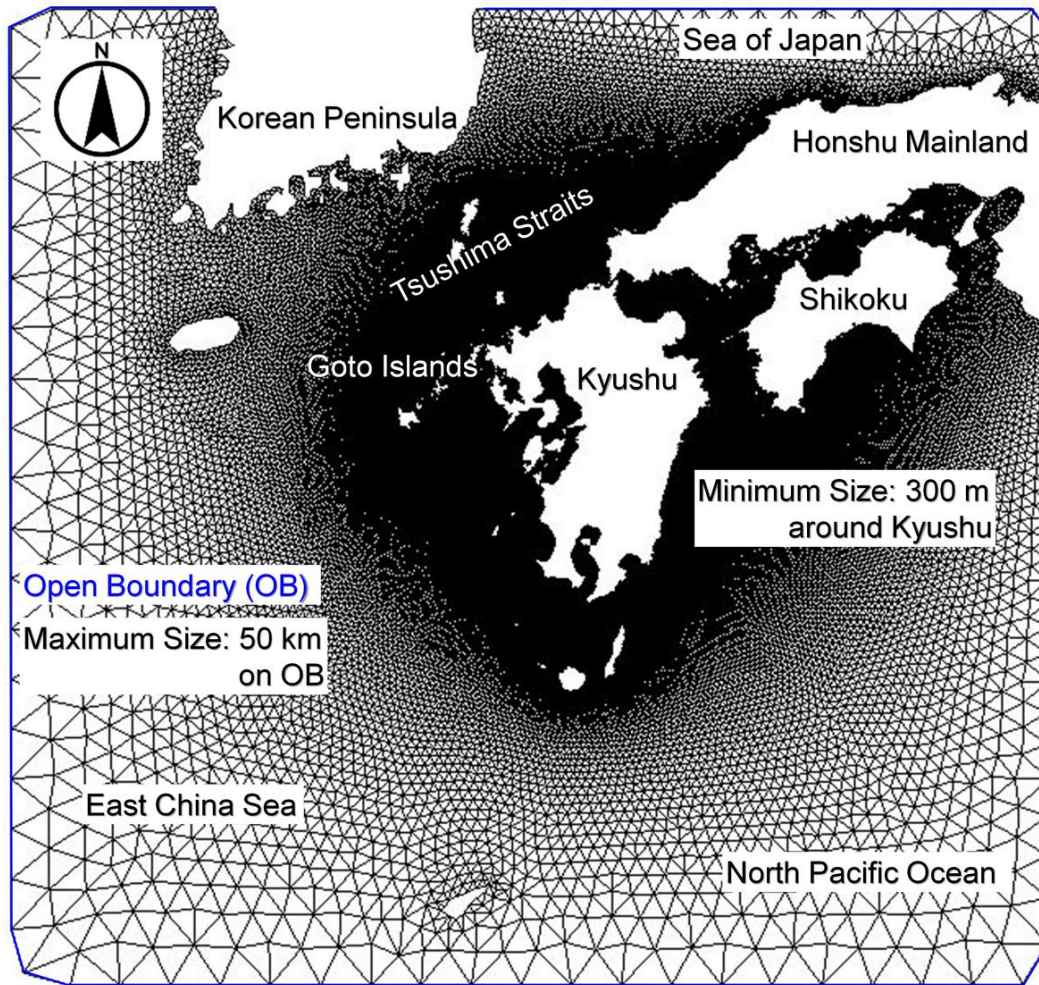 Sea of Japan
N
Korean Peninsula
Honshu Mainland
Tsushima Straits
Shikoku
Goto Islands
Kyushu
Minimum Size: 300 m
around Kyushu
Open Boundary (OB)
Maximum Size: 50 km
on OB
East China Sea
North Pacific Ocean